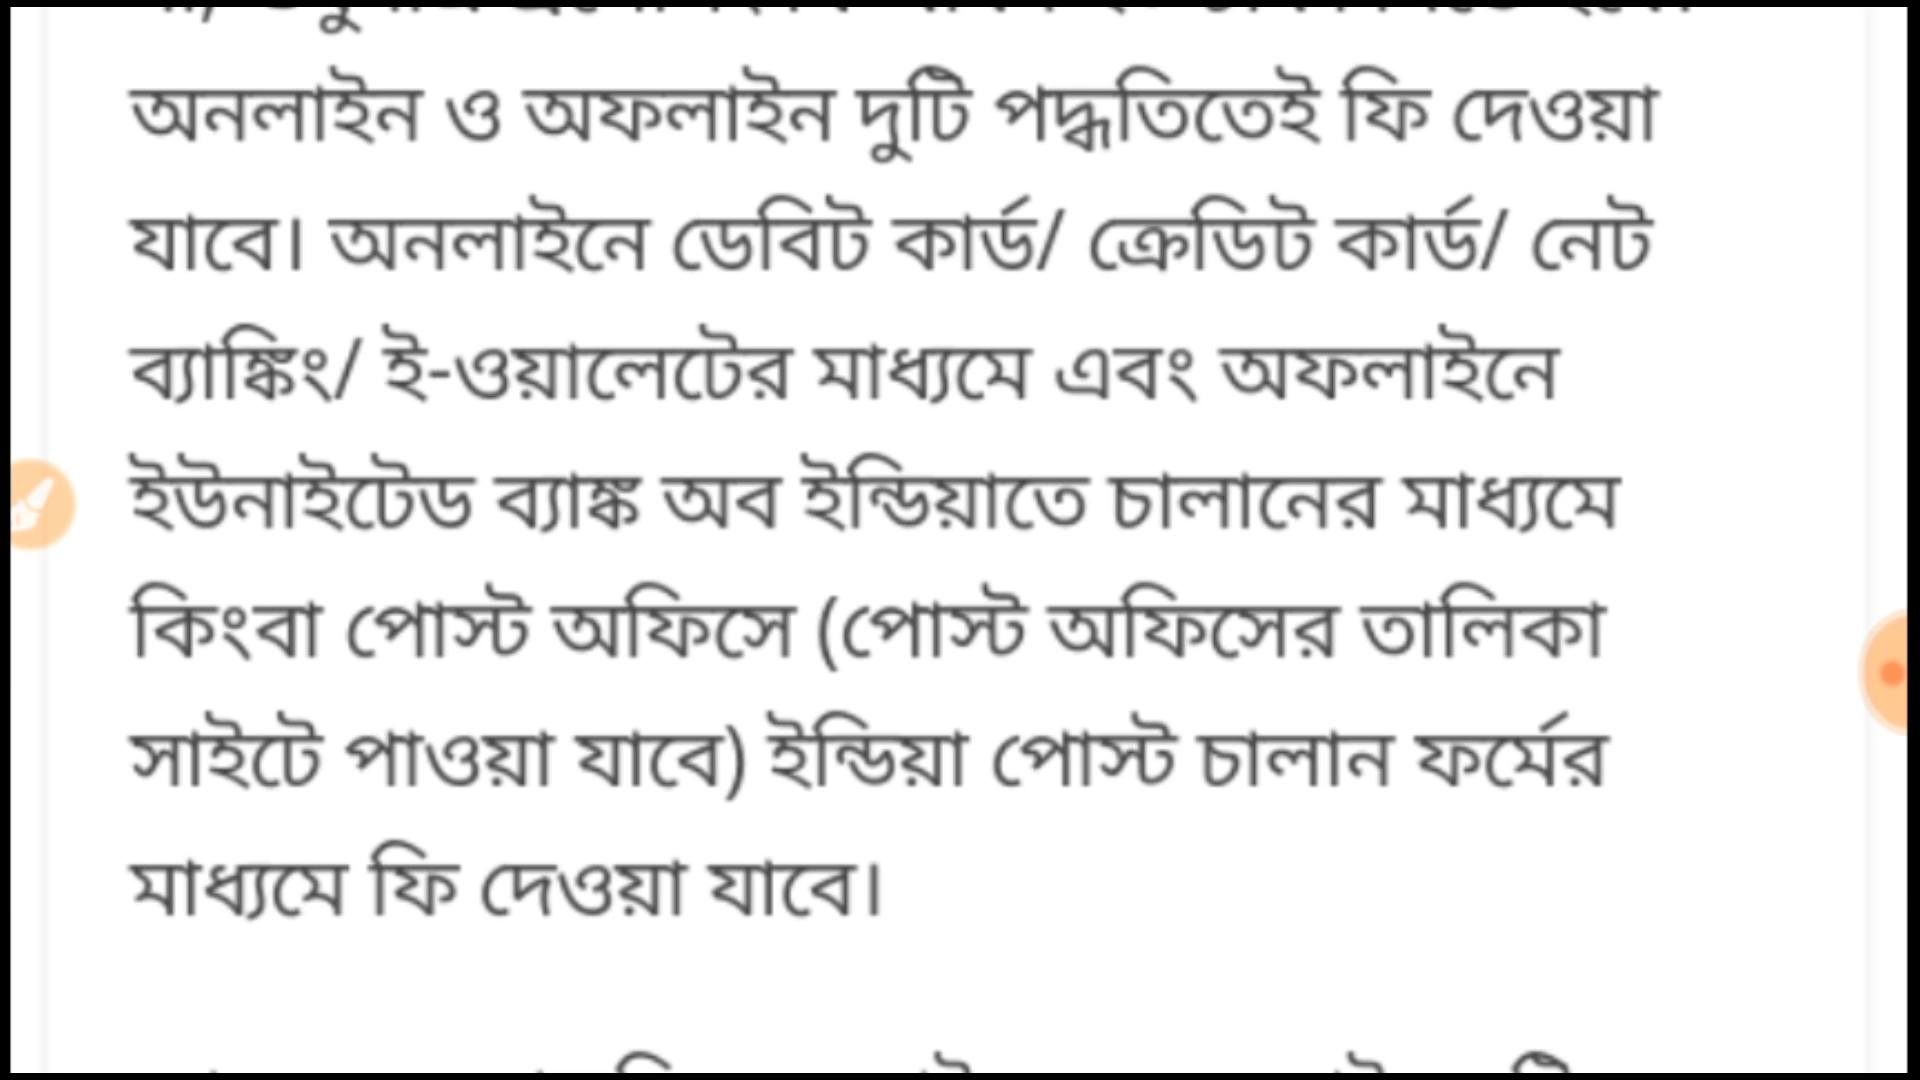 অনলাইন ও অফলাইন দুটি পদ্ধতিতেই ফি দেওয়া
যাবে। অনলাইনে ডেবিট কার্ড/ ক্রেডিট কার্ড/ নেট
ব্যাঙ্কিং/ ই-ওয়ালেটের মাধ্যমে এবং অফলাইনে
ইউনাইটেড ব্যাঙ্ক অব ইন্ডিয়াতে চালানের মাধ্যমে
কিংবা পোস্ট অফিসে (পোস্ট অফিসের তালিকা
সাইটে পাওয়া যাবে) ইন্ডিয়া পোস্ট চালান ফর্মের
মাধ্যমে ফি দেওয়া যাবে।